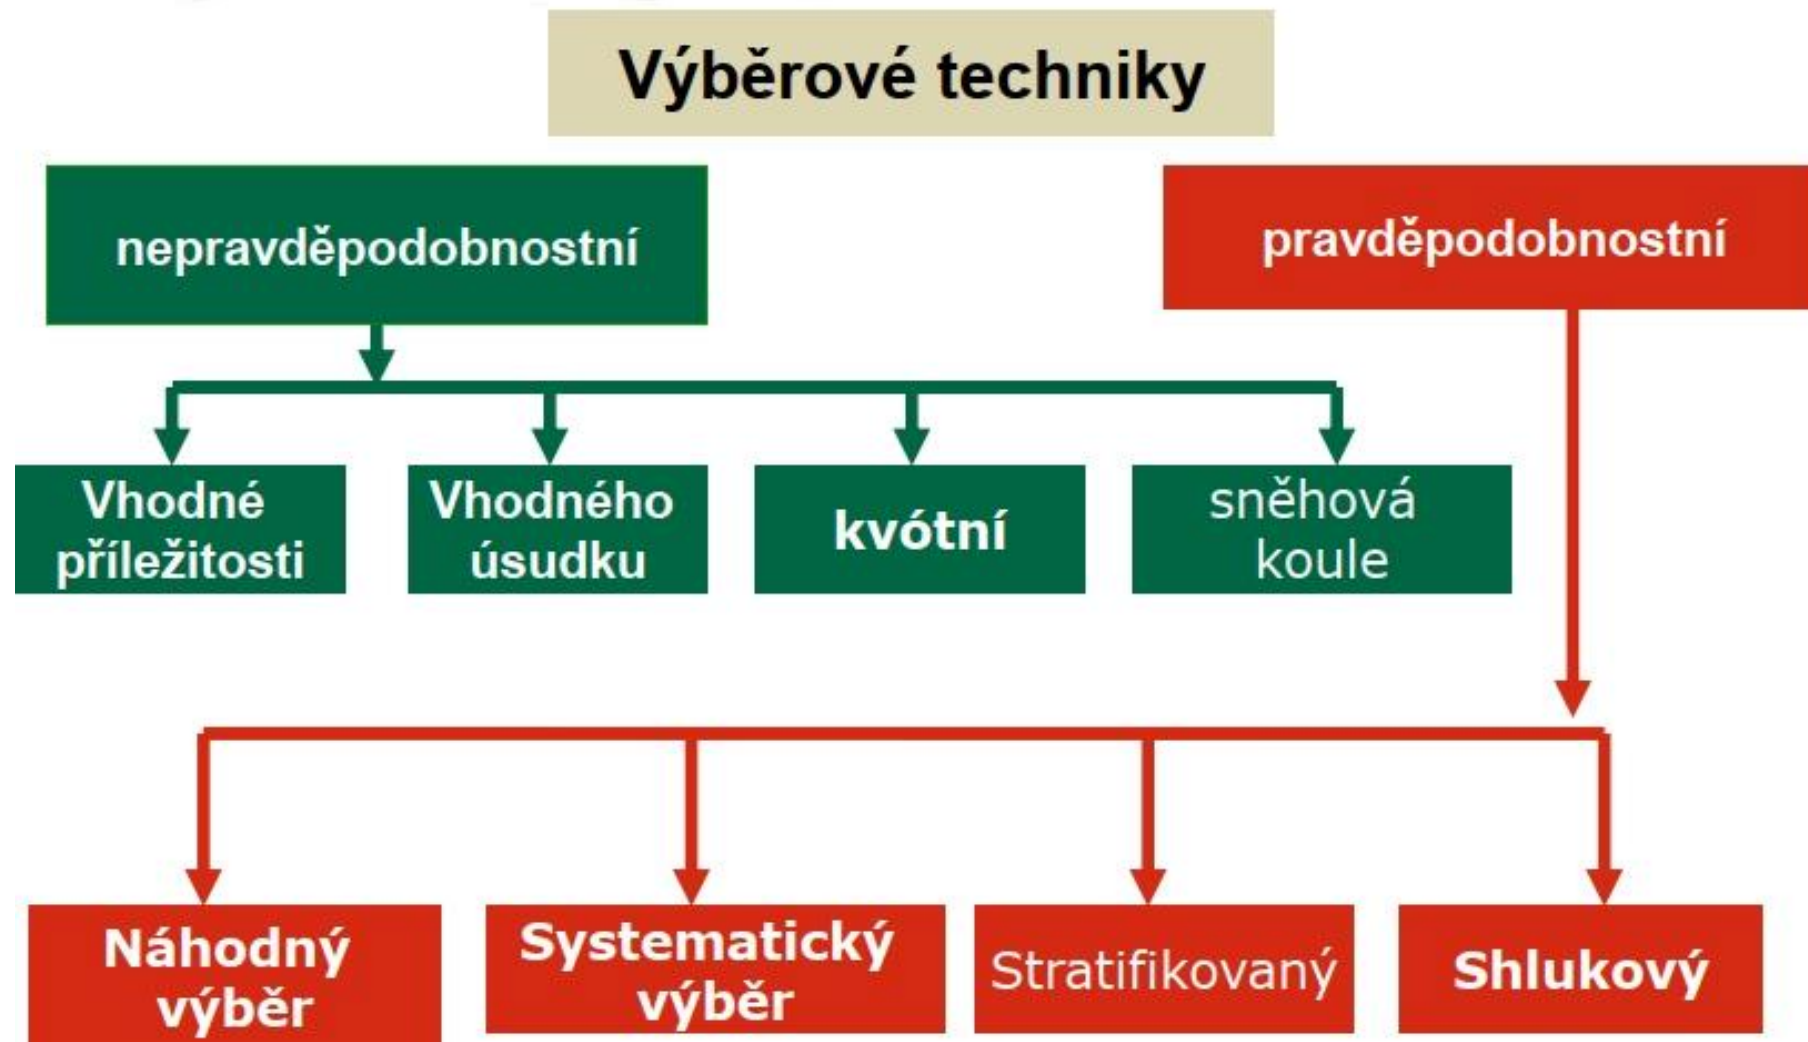 Výběrové techniky
nepravděpodobnostní
pravděpodobnostní
Vhodné
příležitosti
Vhodného
úsudku
kvótní
sněhová
koule
Náhodný
výběr
Systematický
výběr
Stratifikovaný
Shlukový